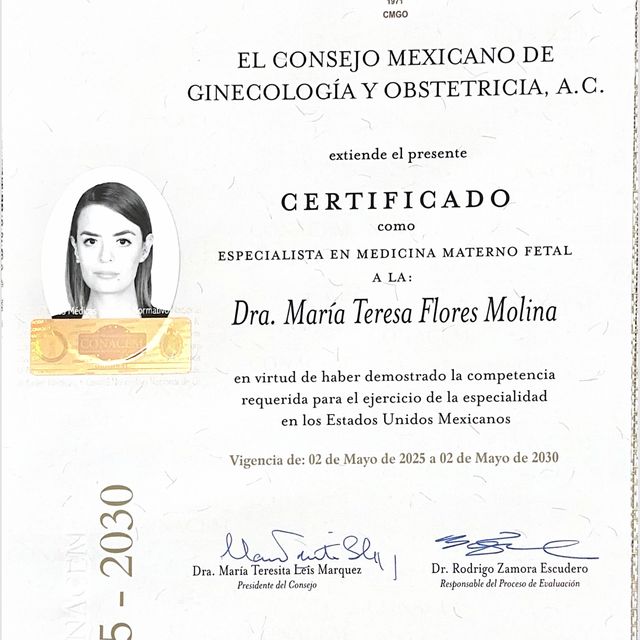 1971
CMGO
EL CONSEJO MEXICANO DE
GINECOLOGÍA Y OBSTETRICIA, A.C.
extiende el presente
CERTIFICADO
como
ESPECIALISTA EN MEDICINA MATERNO FETAL
A LA:
Dra. María Teresa Flores Molina
en virtud de haber demostrado la competencia
requerida para el ejercicio de la especialidad
en los Estados Unidos Mexicanos
Vigencia de: 02 de Mayo de 2025 a 02 de Mayo de 2030
Dra. María Teresita Leîs Marquez
Presidente del Consejo
Dr. Rodrigo Zamora Escudero
Responsable del Proceso de Evaluación
CONACEM
5 - 2030